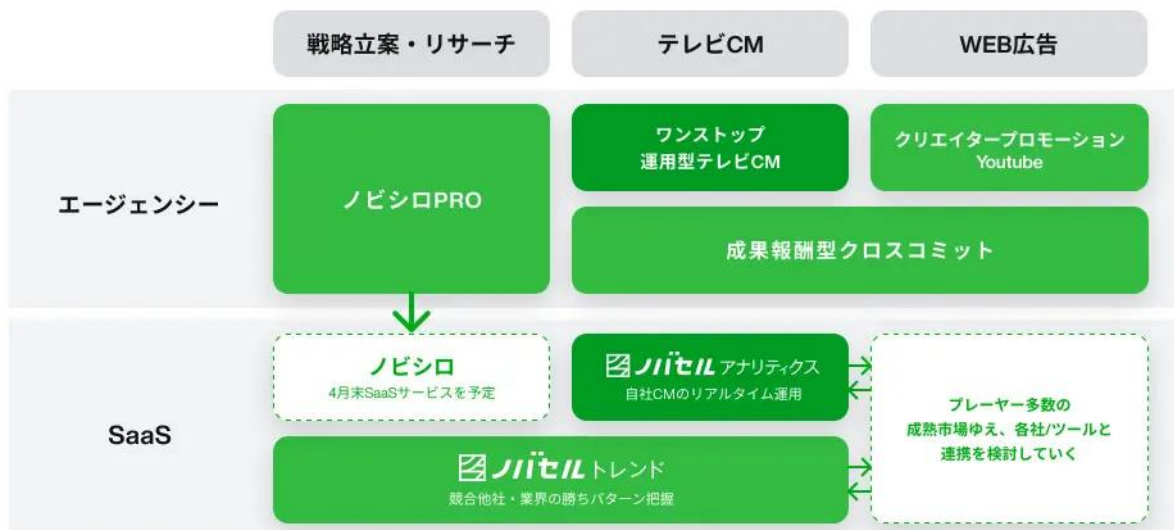 戦略立案・リサーチ
テレビCM
WEB広告
エージェンシー
ノビシロPRO
ワンストップ
運用型テレビCM
クリエイタープロモーション
Youtube
成果報酬型クロスコミット
SaaS
ノビシロ
4月末SaaSサービスを予定
ノバセル アナリティクス
自社CMのリアルタイム運用
プレーヤー多数の
成熟市場ゆえ、各社/ツールと
連携を検討していく
ノバセル トレンド
競合他社・業界の勝ちパターン把握